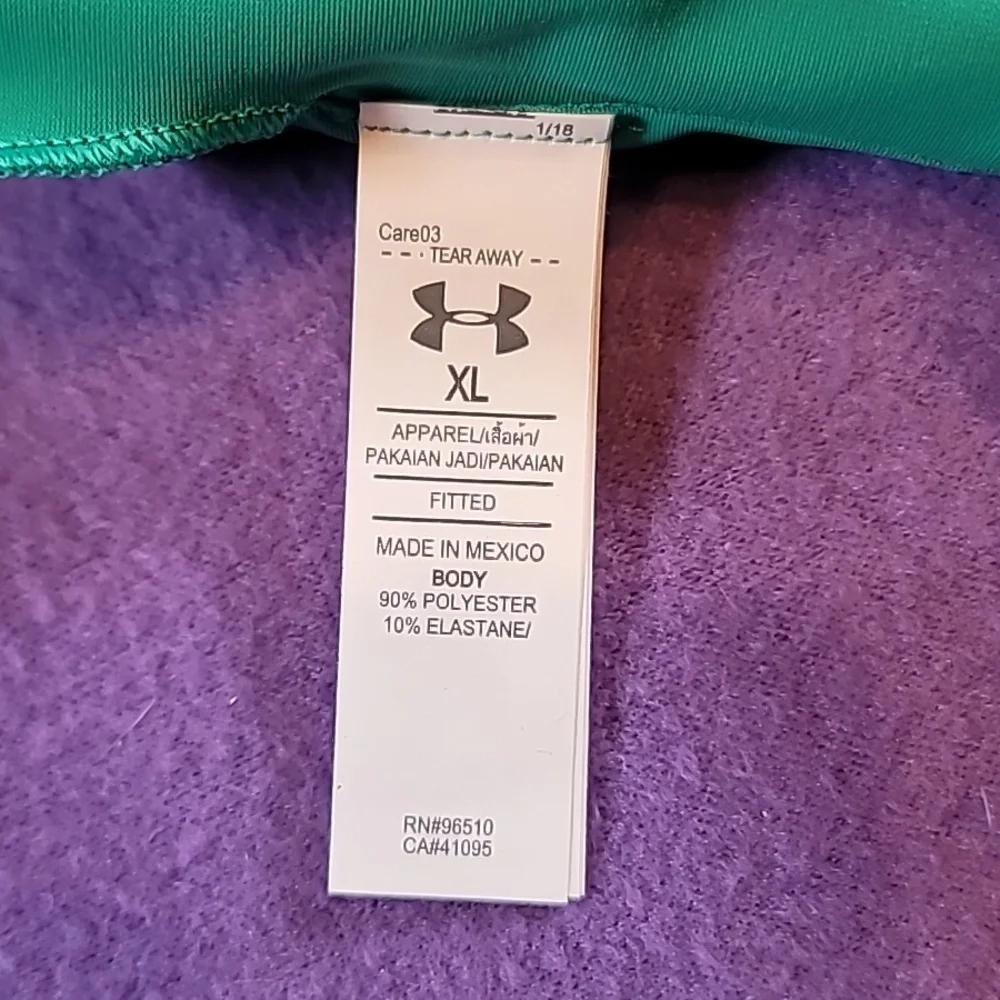 1/18
Care03
- - · TEAR AWAY - -
XL
APPAREL/เสื้อผ้า/
PAKAIAN JADI/PAKAIAN
FITTED
MADE IN MEXICO
BODY
90% POLYESTER
10% ELASTANE/
RN#96510
CA#41095